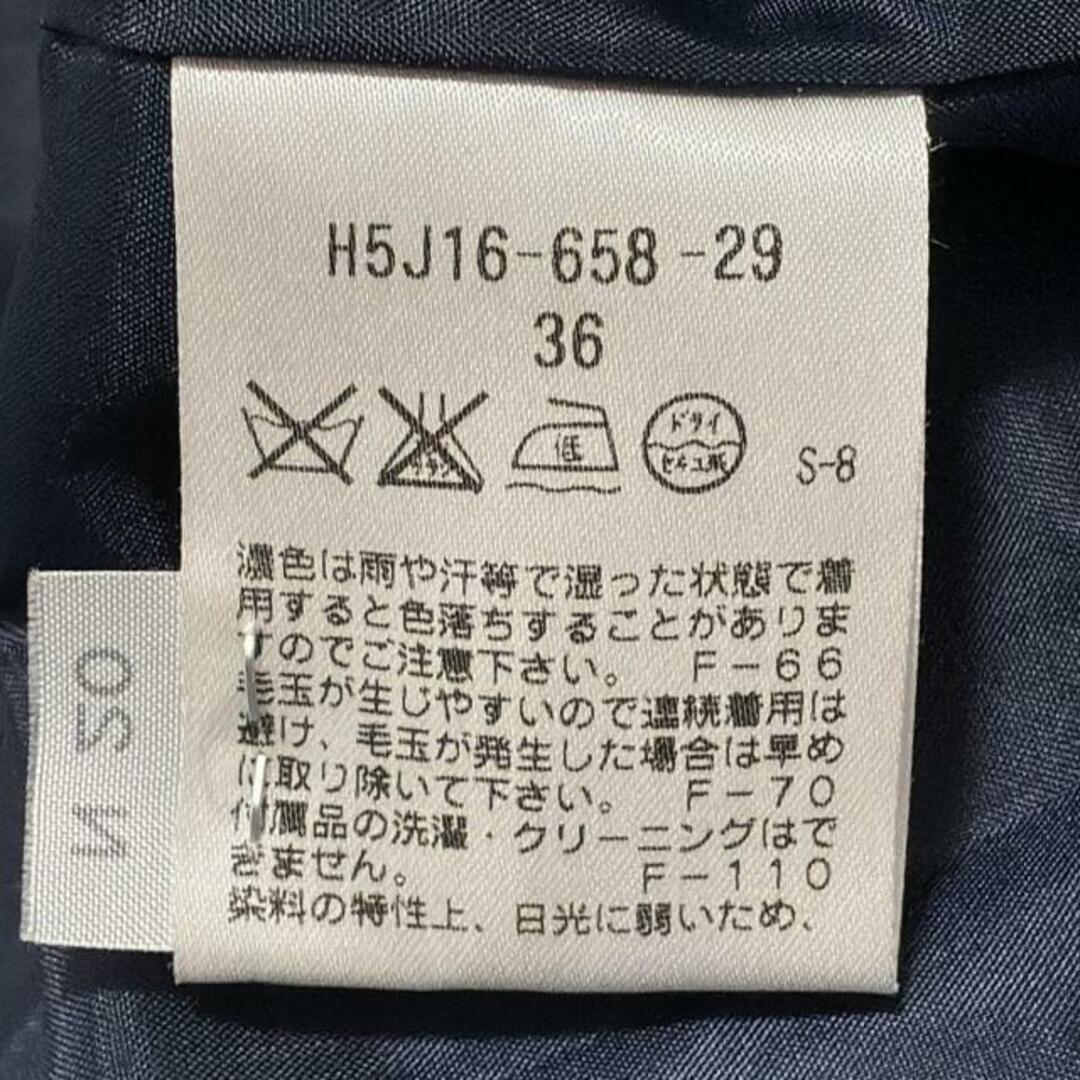 H5J16-658-29
36
低
ドライ
セキユ系
S-8
濃色は雨や汗等で湿った状態で着
用すると色落ちすることがありま
すのでご注意下さい。 F-66
毛玉が生じやすいので連続着用は
避け、毛玉が発生した場合は早め
に取り除いて下さい。 F-70
付属品の洗濯・クリーニングはで
きません。 F-110
染料の特性上、日光に弱いため、